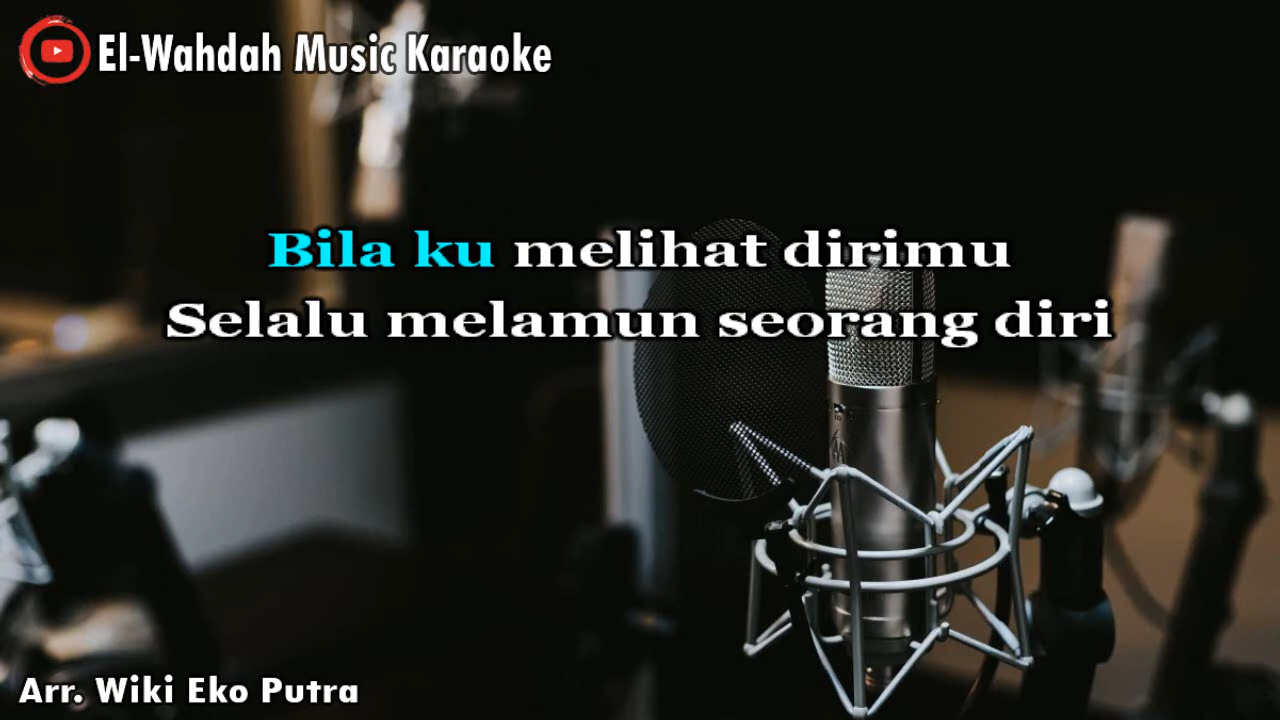 El-Wahdah Music Karaoke
Bila ku melihat dirimu
Selalu melamun seorang diri
Arr. Wiki Eko Putra